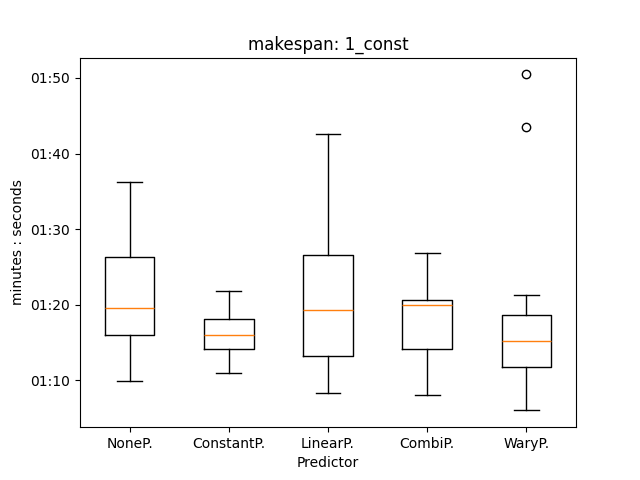 makespan: 1_const
01:50
01:40
01:30
01:20
01:10
minutes : seconds
NoneP. ConstantP. LinearP. CombiP. WaryP.
Predictor